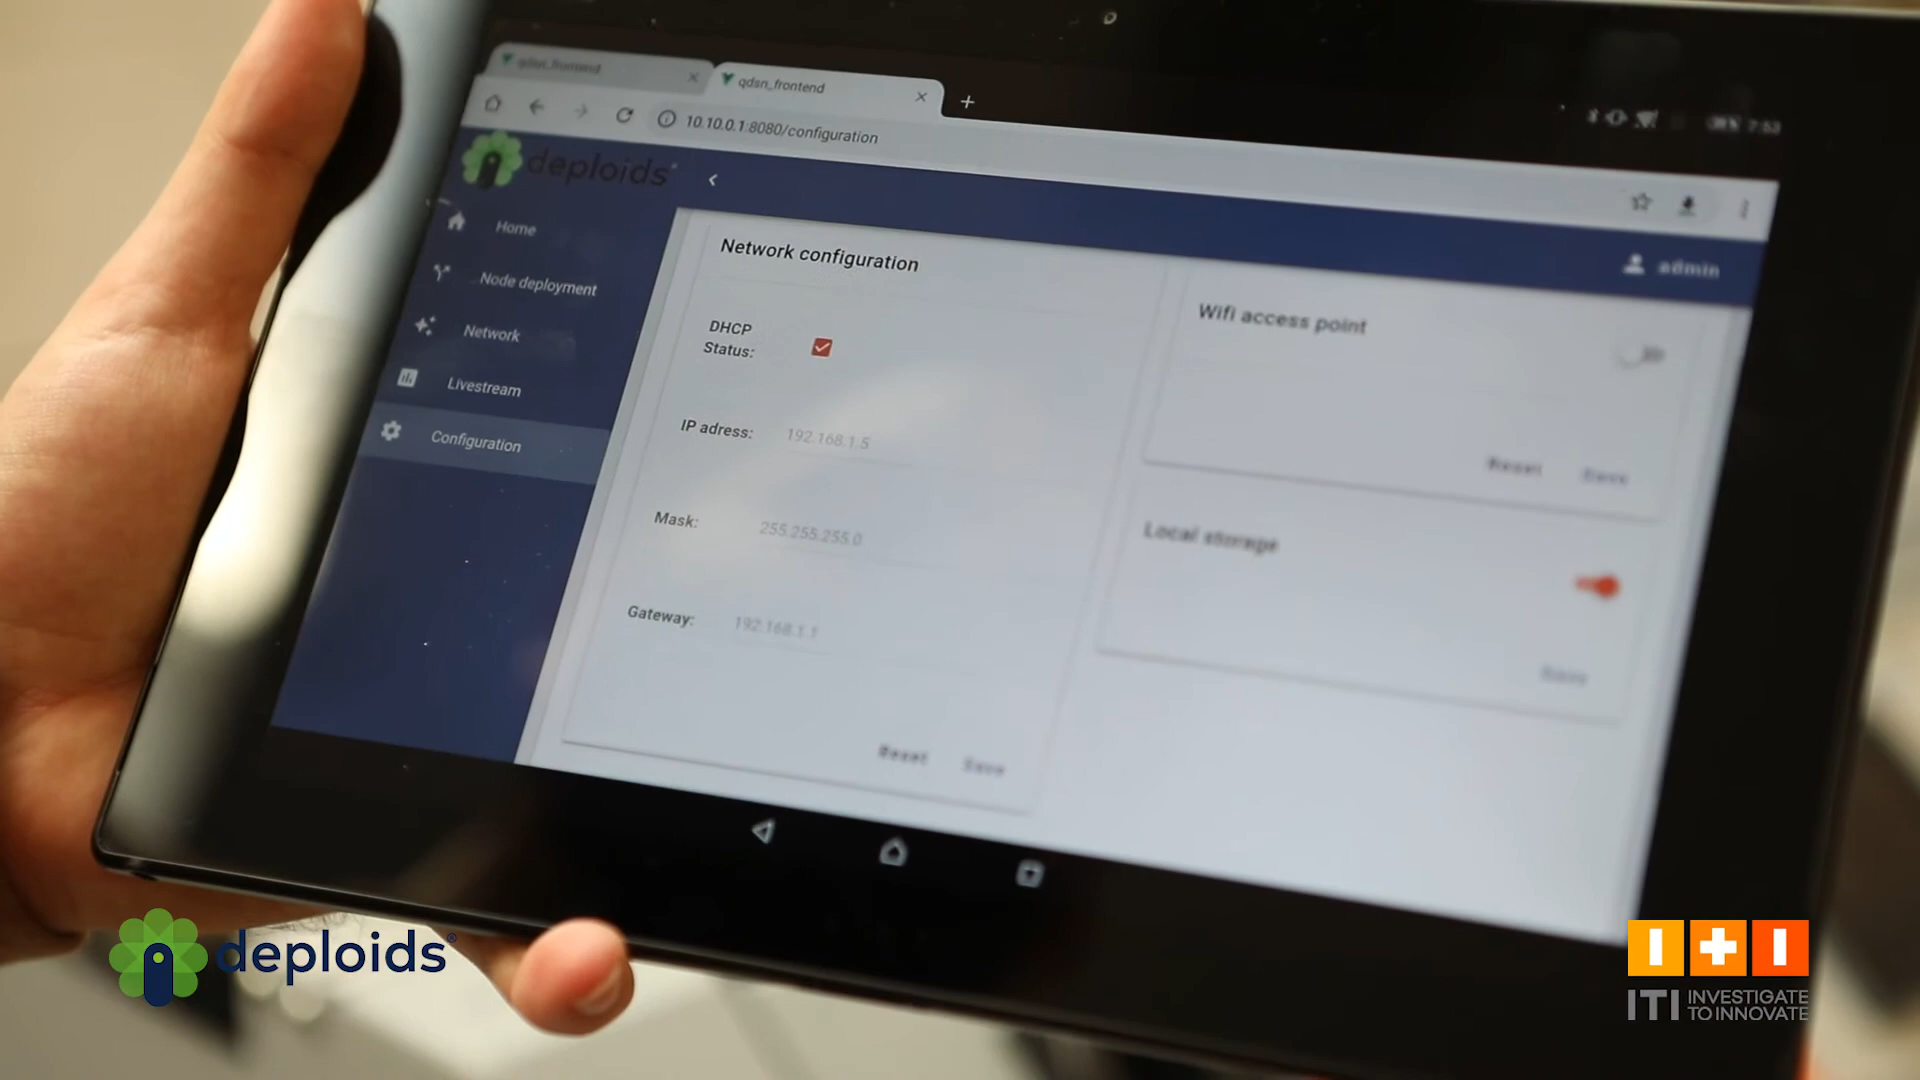 qdsn_frontend
qdsn_frontend
10.10.0.1:8080/configuration
7:53
deploids
admin
Home
Node deployment
Network
Livestream
Configuration
Network configuration
DHCP
Status:
IP adress: 192.168.1.5
Mask: 255.255.255.0
Gateway: 192.168.1.1
Reset Save
Wifi access point
Reset Save
Local storage
Save
deploids®
I+I
ITI INVESTIGATE
TO INNOVATE